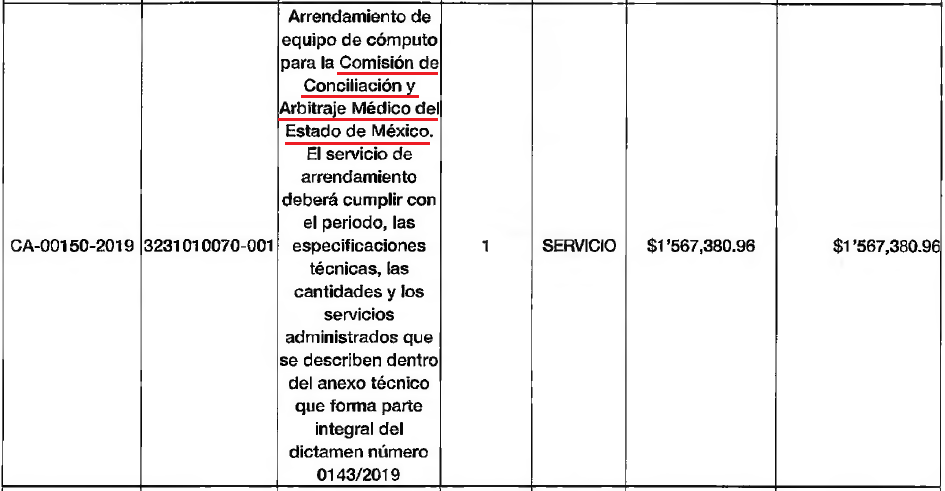 Arrendamiento de
equipo de cómputo
para la Comisión de
Conciliación y
Arbitraje Médico del
Estado de México.
El servicio de
arrendamiento
deberá cumplir con
el periodo, las
CA-00150-2019 3231010070-001 especificaciones 1 SERVICIO $1'567,380.96 $1'567,380.96
técnicas, las
cantidades y los
servicios
administrados que
se describen dentro
del anexo técnico
que forma parte
integral del
dictamen número
0143/2019